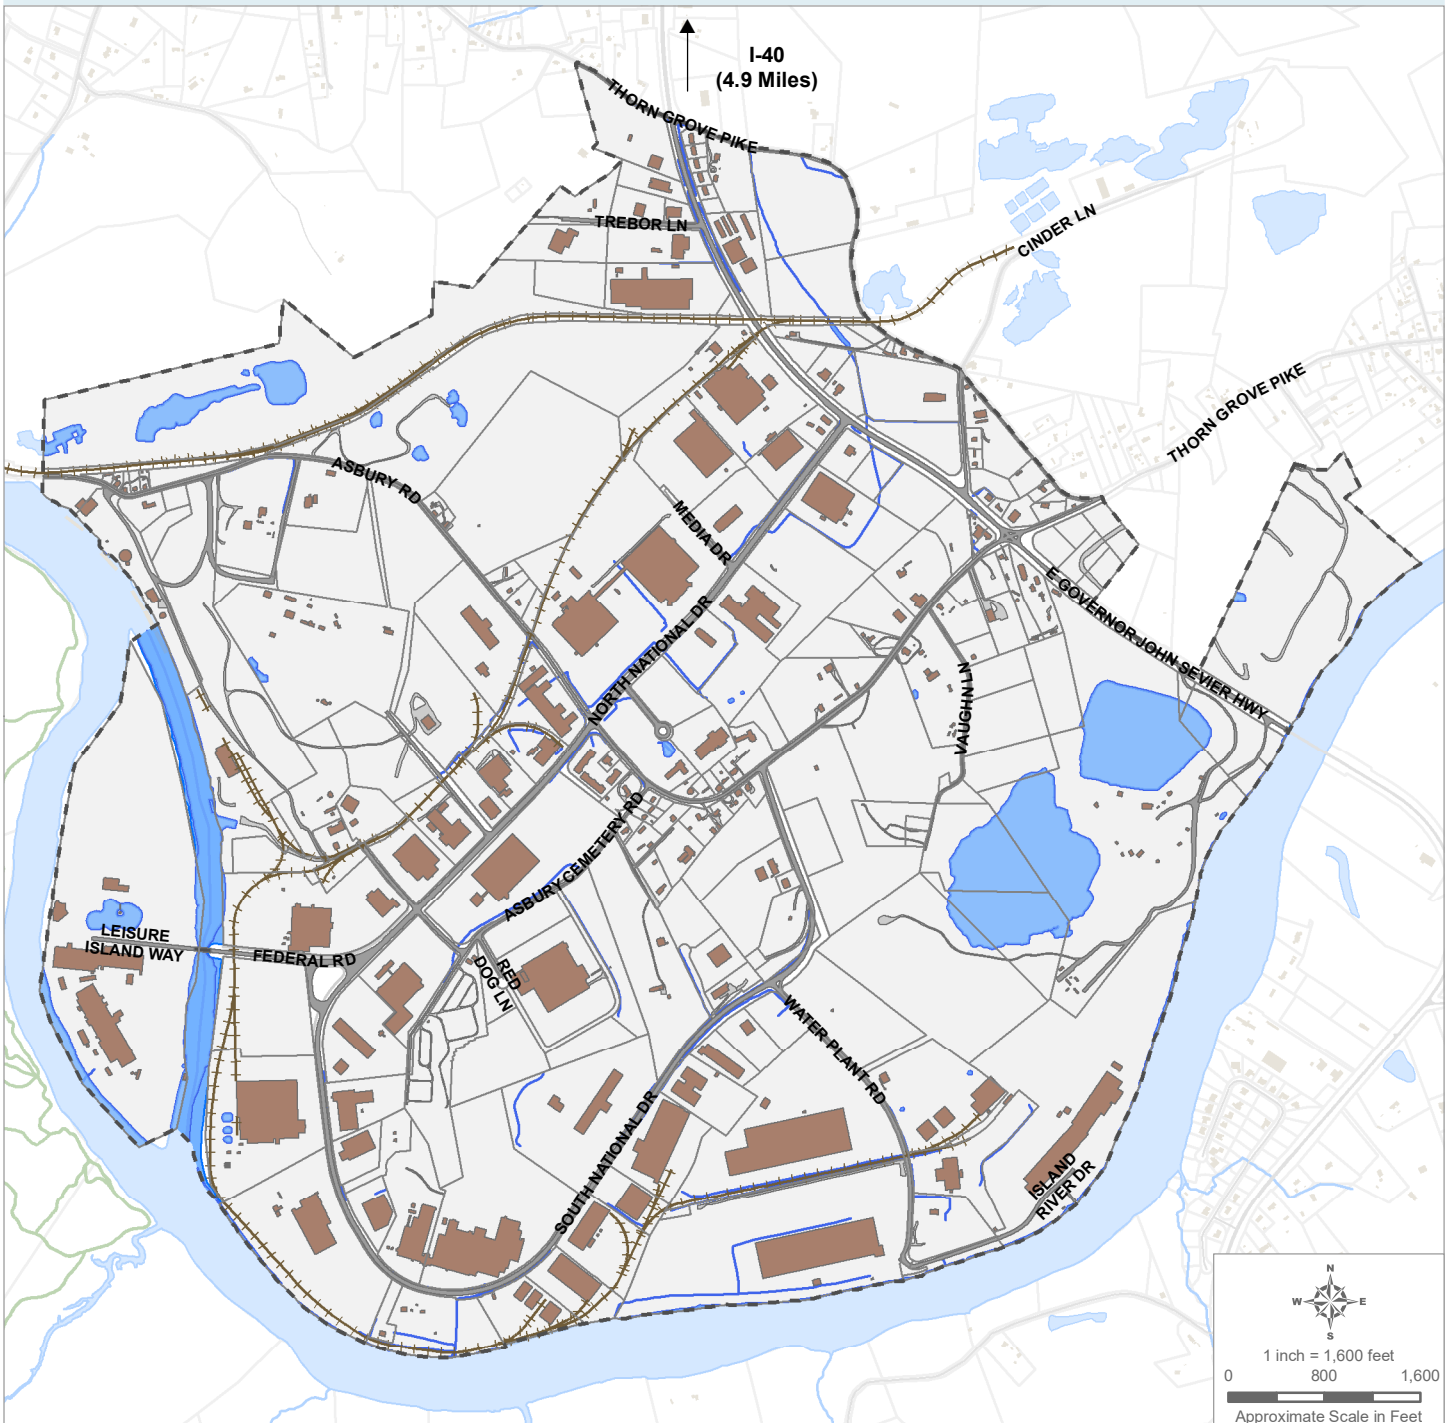 I-40
(4.9 Miles)
THORN GROVE PIKE
TREBOR LN
CINDER LN
THORN GROVE PIKE
ASBURY RD
MEDIA DR
NORTH NATIONAL DR
E GOVERNOR JOHN SEVIER HWY
VAUGHN LN
ASBURY CEMETERY RD
LEISURE
ISLAND WAY
FEDERAL RD
RED
DOG LN
WATER PLANT RD
SOUTH NATIONAL DR
ISLAND
RIVER DR
N
W
E
S
1 inch = 1,600 feet
0 800 1,600
Approximate Scale in Feet